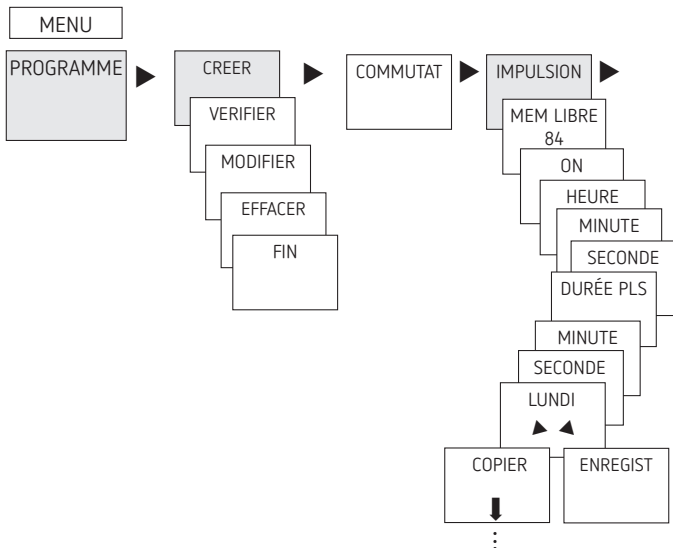 MENU
PROGRAMME
CREER
VERIFIER
MODIFIER
EFFACER
FIN
COMMUTAT
IMPULSION
MEM LIBRE
84
ON
HEURE
MINUTE
SECONDE
DURÉE PLS
MINUTE
SECONDE
LUNDI
COPIER
ENREGIST